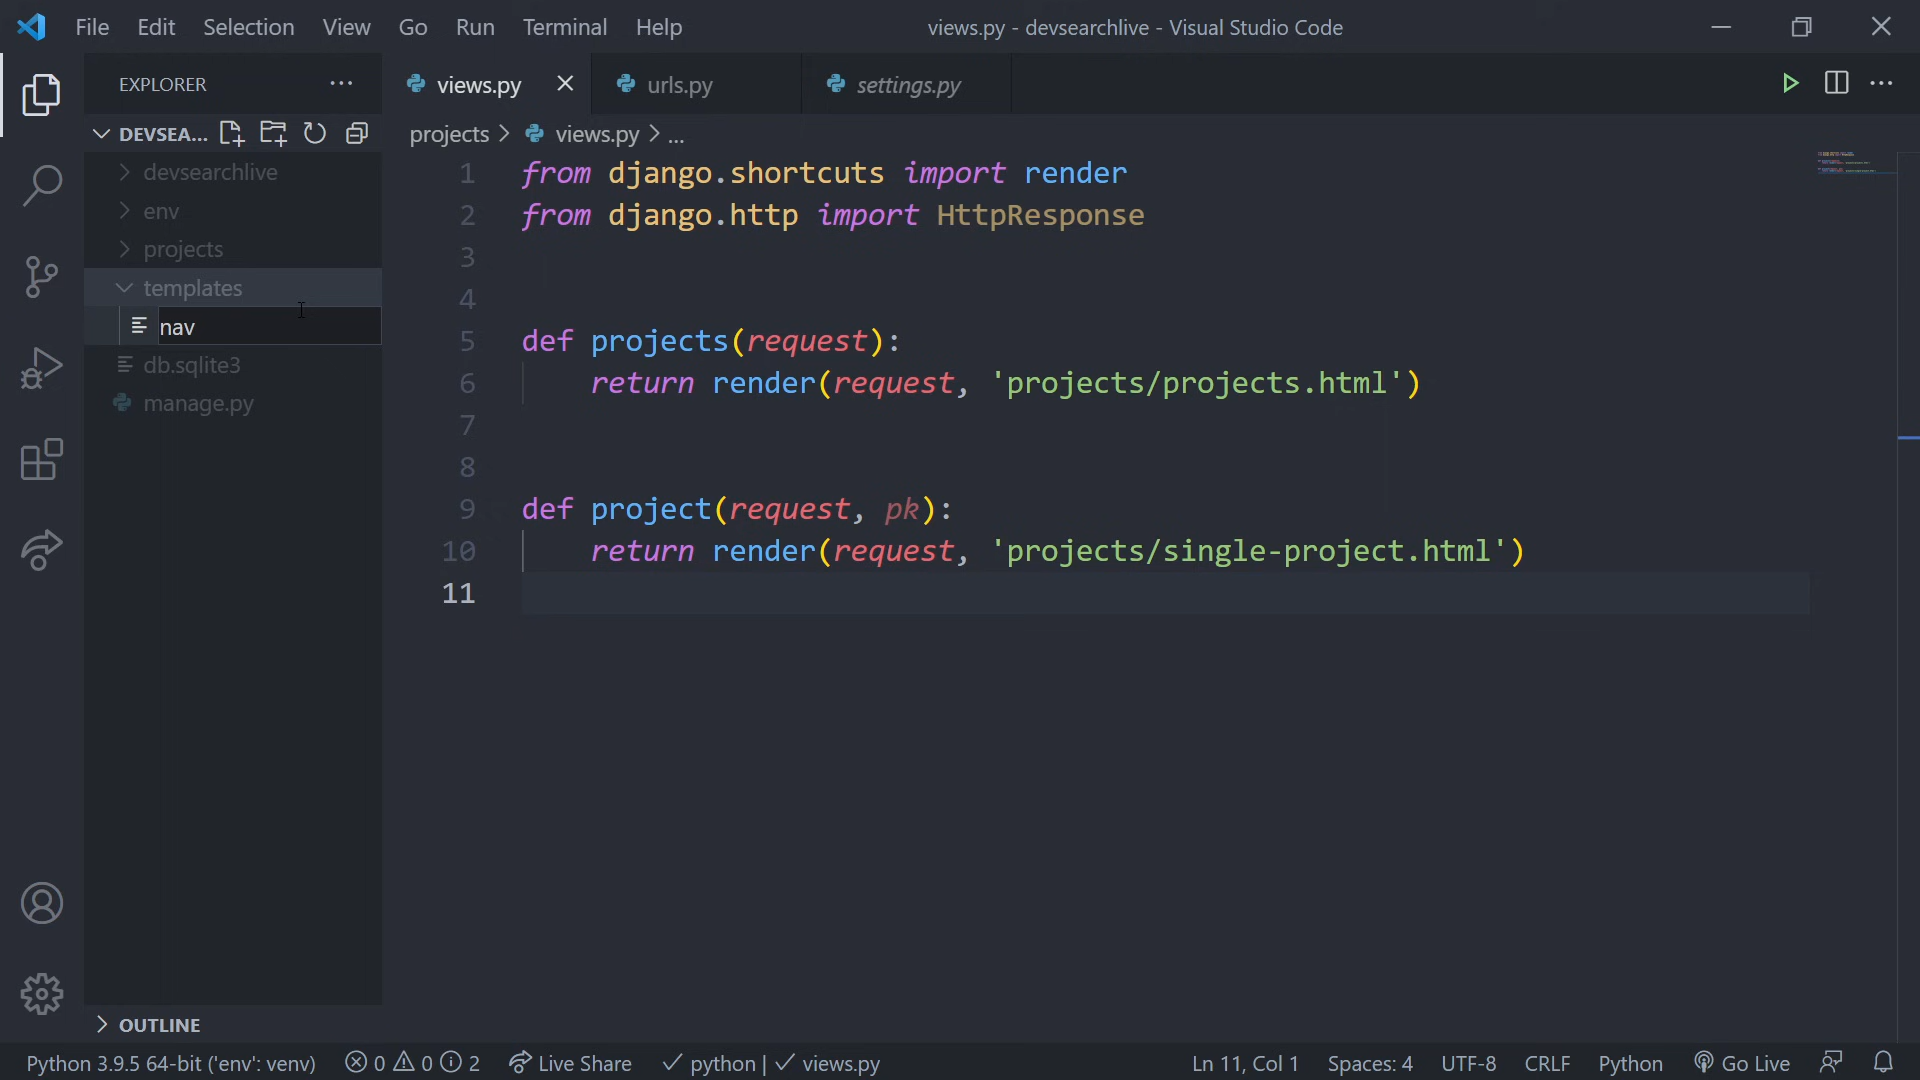 File Edit Selection View Go Run Terminal Help
views.py - devsearchlive - Visual Studio Code
EXPLORER
views.py
urls.py
settings.py
DEVSEA...
projects > views.py > ...
devsearchlive
env
projects
templates
nav
db.sqlite3
manage.py
1 from django.shortcuts import render
2 from django.http import HttpResponse
3
4
5 def projects(request):
6 return render(request, 'projects/projects.html')
7
8
9 def project(request, pk):
10 return render(request, 'projects/single-project.html')
11
OUTLINE
Python 3.9.5 64-bit ('env': venv) 0 0 2 Live Share python | views.py Ln 11, Col 1 Spaces: 4 UTF-8 CRLF Python Go Live